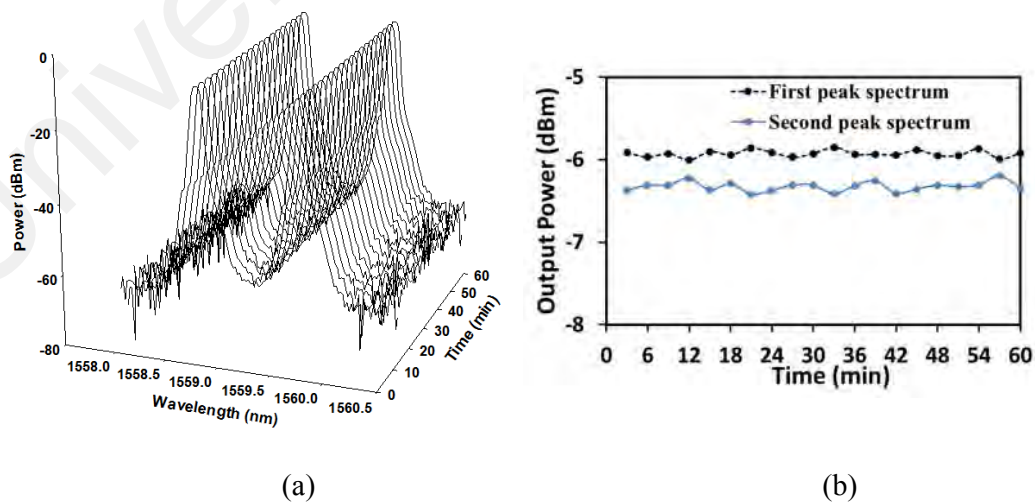 Univer
0
-20
-40
-60
-80
Power (dBm)
1558.0
1558.5
1559.0
1559.5
1560.0
1560.5
Wavelength (nm)
0
10
20
30
40
50
60
Time (min)
(a)
-5
-6
-7
-8
Output Power (dBm)
First peak spectrum
Second peak spectrum
0 6 12 18 24 30 36 42 48 54 60
Time (min)
(b)